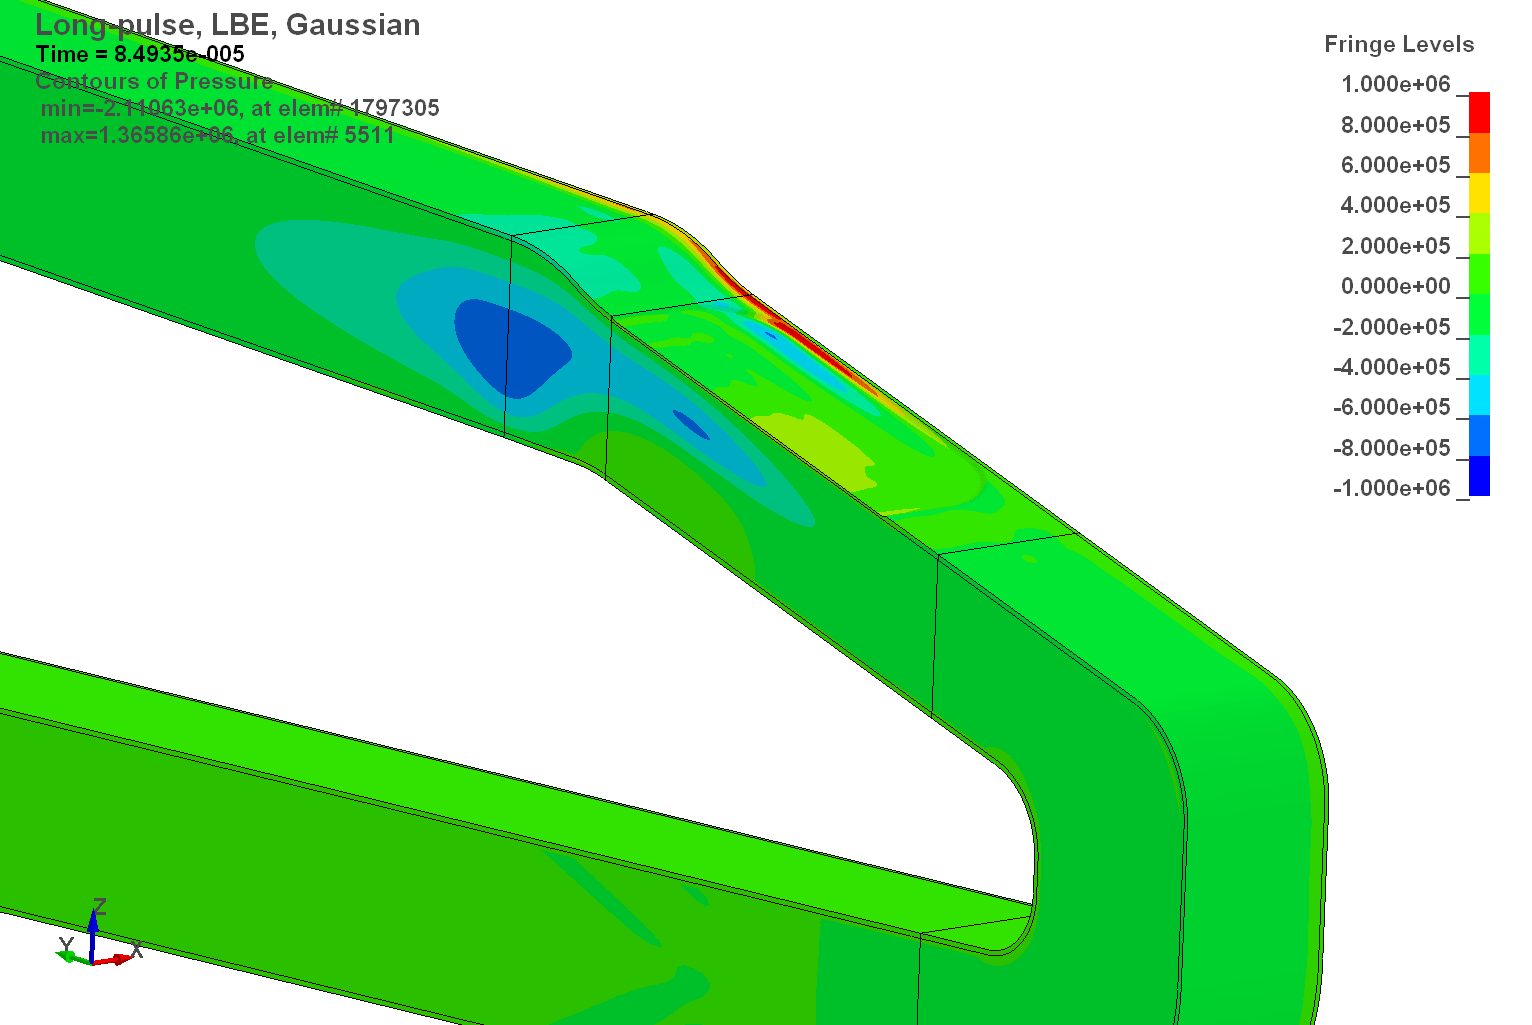 Long-pulse, LBE, Gaussian
Time = 8.4935e-005
Contours of Pressure
min=-2.11063e+06, at elem# 1797305
max=1.36586e+06, at elem# 5511
Fringe Levels
1.000e+06
8.000e+05
6.000e+05
4.000e+05
2.000e+05
0.000e+00
-2.000e+05
-4.000e+05
-6.000e+05
-8.000e+05
-1.000e+06
Z
Y
X